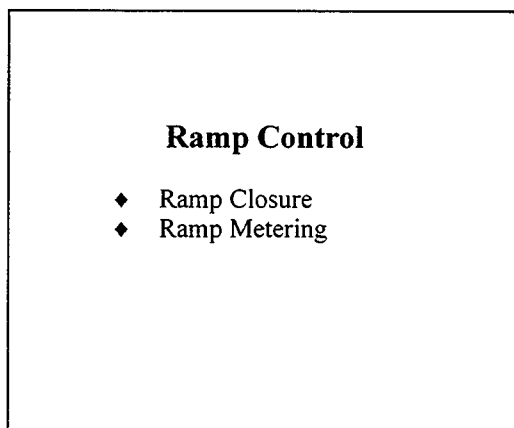 Ramp Control
♦ Ramp Closure
♦ Ramp Metering